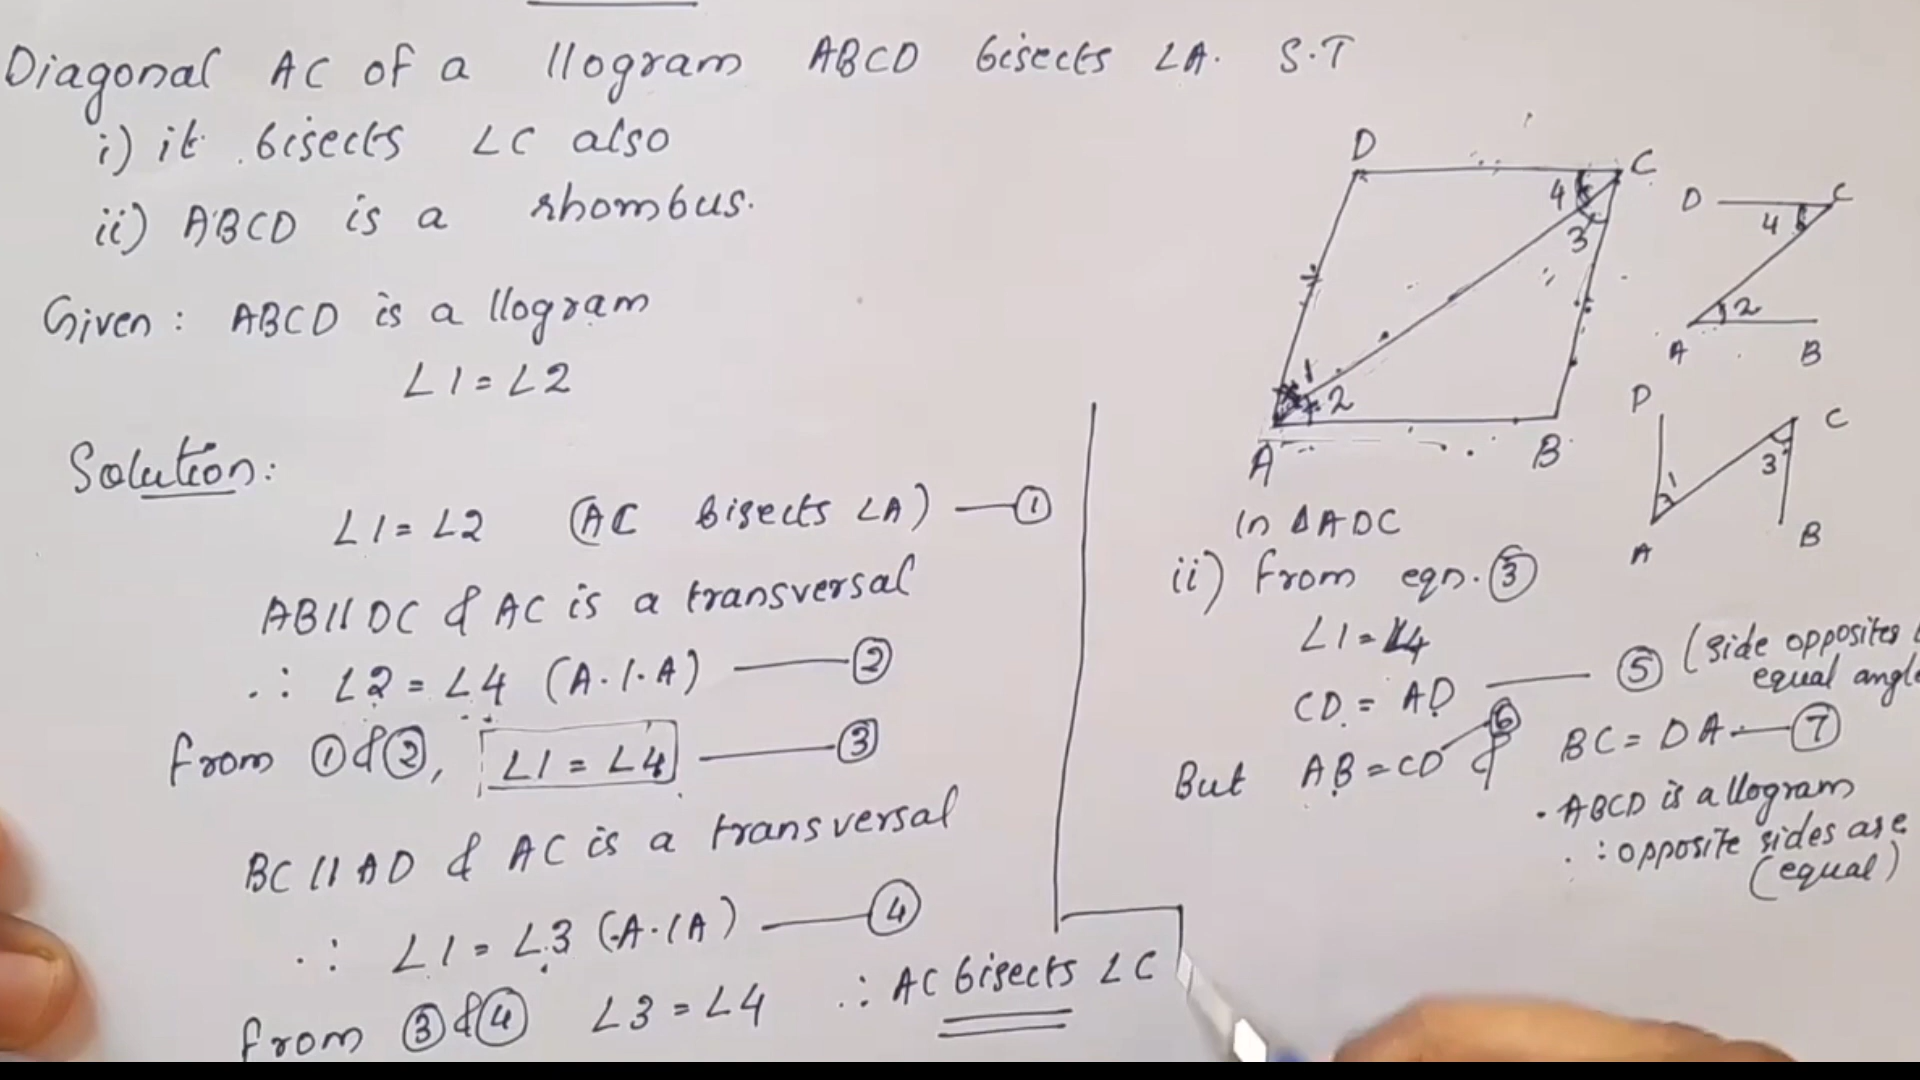 Diagonal AC of a llogram ABCD bisects ∠A. S.T
i) it bisects ∠C also
ii) ABCD is a rhombus.
Given: ABCD is a llogram
∠1 = ∠2
Solution:
∠1 = ∠2 (AC bisects ∠A) — ①
AB ll DC & AC is a transversal
∴ ∠2 = ∠4 (A.I.A) — ②
from ① & ②, ∠1 = ∠4 — ③
BC ll AD & AC is a transversal
∴ ∠1 = ∠3 (A.IA) — ④
from ③ & ④ ∠3 = ∠4 ∴ AC bisects ∠C
D C
4
3
1
2
A B
D C
4
2
A B
D C
3
1
A B
In ΔADC
ii) From eqn. ③
∠1 = ∠4
CD = AD — ⑤ (side opposites
equal angle
But AB = CD ⑥ & BC = DA — ⑦
. ABCD is a llogram
∴ opposite sides are
(equal)